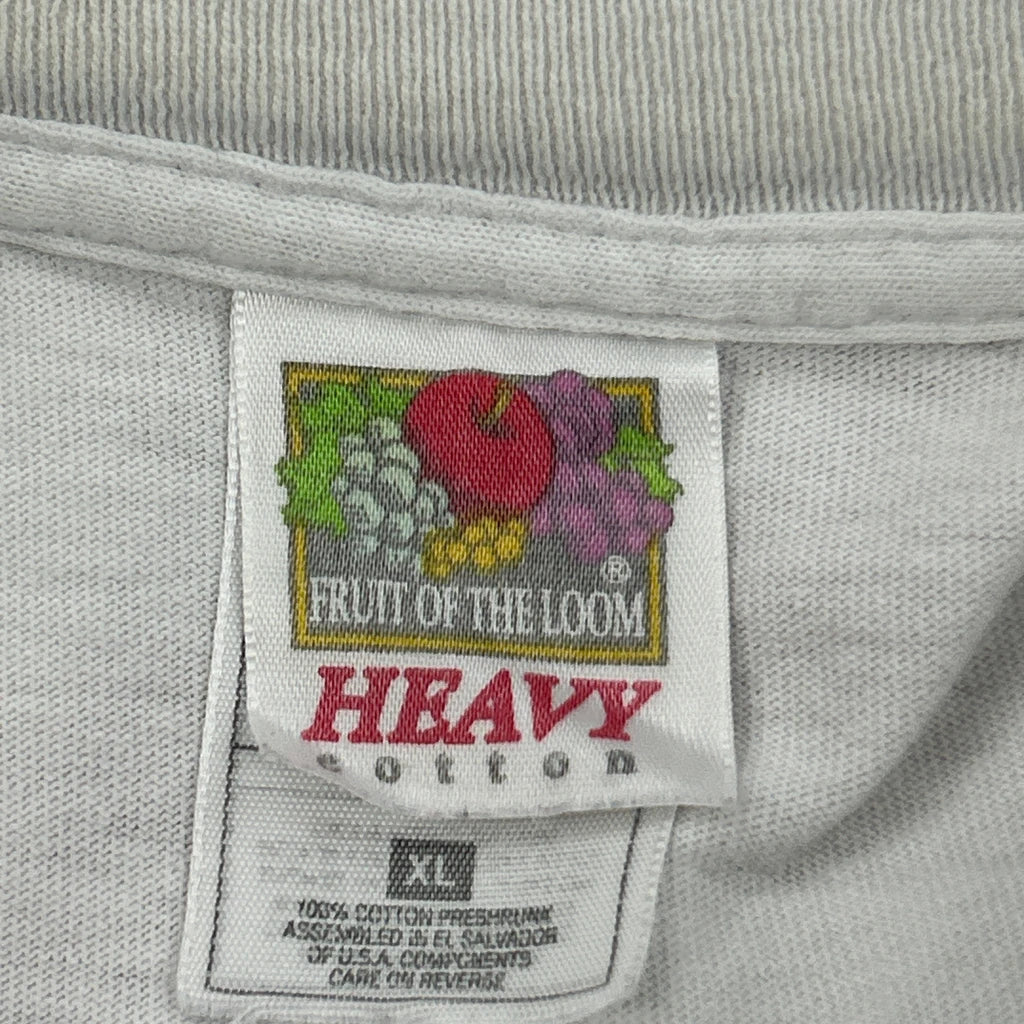 ®
FRUIT OF THE LOOM
HEAVY
cotton
XL
100% COTTON PRESHRUNK
ASSEMBLED IN EL SALVADOR
OF U.S.A. COMPONENTS
CARE ON REVERSE